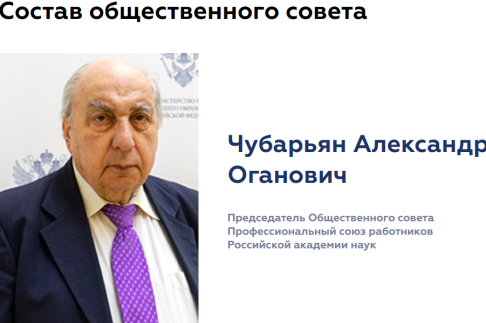 Состав общественного совета
Чубарьян Александр
Оганович
Председатель Общественного совета
Профессиональный союз работников
Российской академии наук